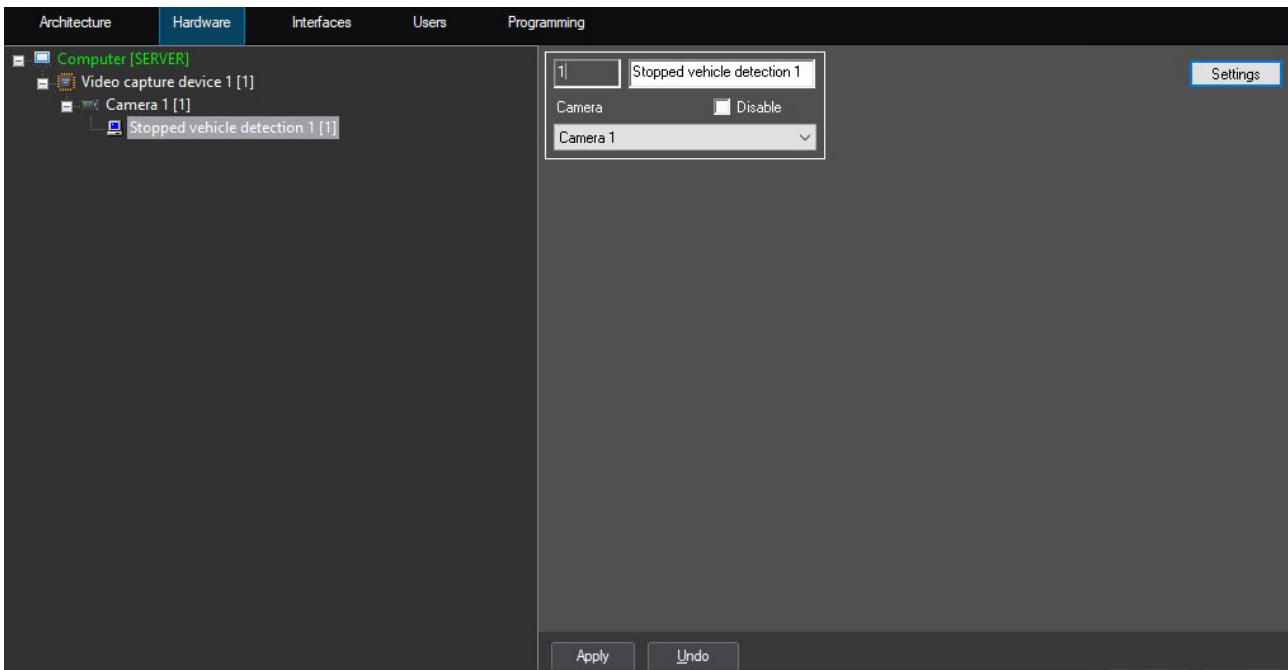 Architecture Hardware Interfaces Users Programming
Computer [SERVER]
Video capture device 1 [1]
Camera 1 [1]
Stopped vehicle detection 1 [1]
1 Stopped vehicle detection 1
Camera Disable
Camera 1
Settings
Apply Undo